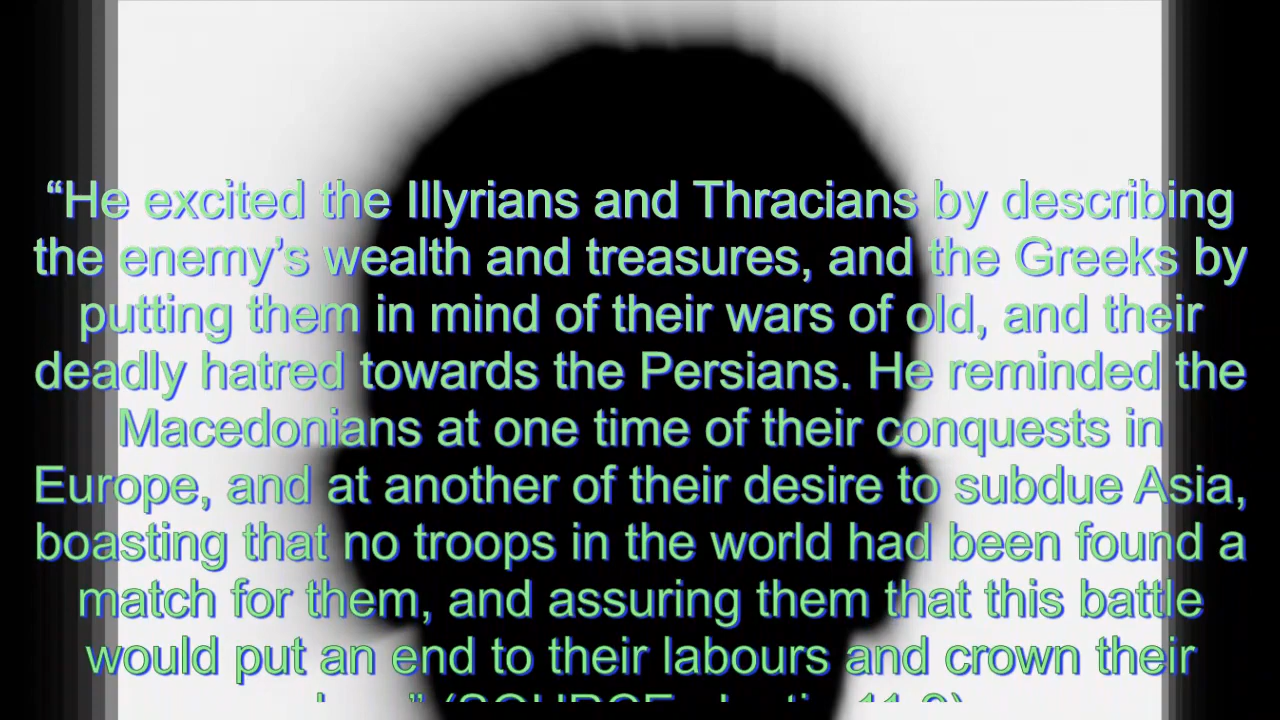 “He excited the Illyrians and Thracians by describing
the enemy’s wealth and treasures, and the Greeks by
putting them in mind of their wars of old, and their
deadly hatred towards the Persians. He reminded the
Macedonians at one time of their conquests in
Europe, and at another of their desire to subdue Asia,
boasting that no troops in the world had been found a
match for them, and assuring them that this battle
would put an end to their labours and crown their